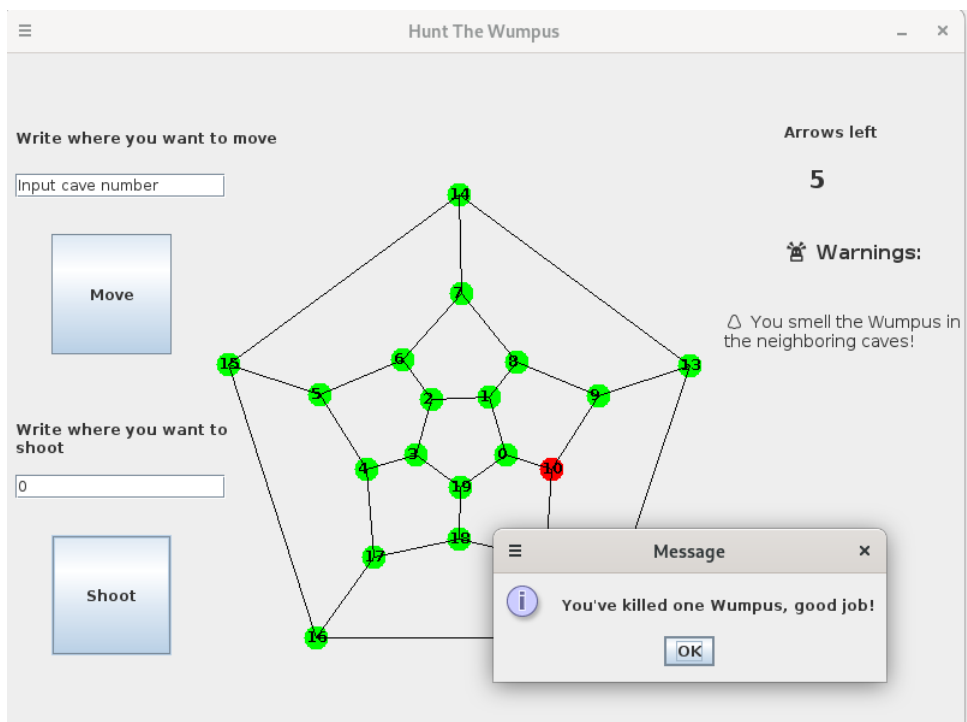 Hunt The Wumpus
Write where you want to move
Input cave number
Move
Write where you want to
shoot
0
Shoot
Arrows left
5
Warnings:
You smell the Wumpus in
the neighboring caves!
14
7
6
8
15
13
5
9
2
1
3
0
4
10
19
18
17
16
Message
You've killed one Wumpus, good job!
OK